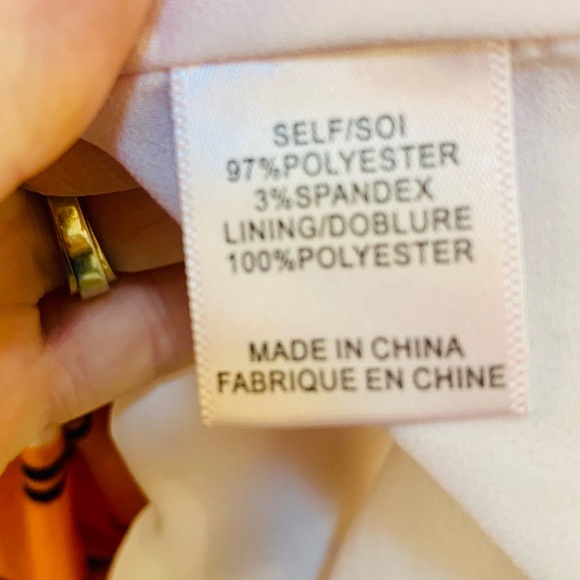 SELF/SOI
97%POLYESTER
3%SPANDEX
LINING/DOBLURE
100%POLYESTER
MADE IN CHINA
FABRIQUE EN CHINE